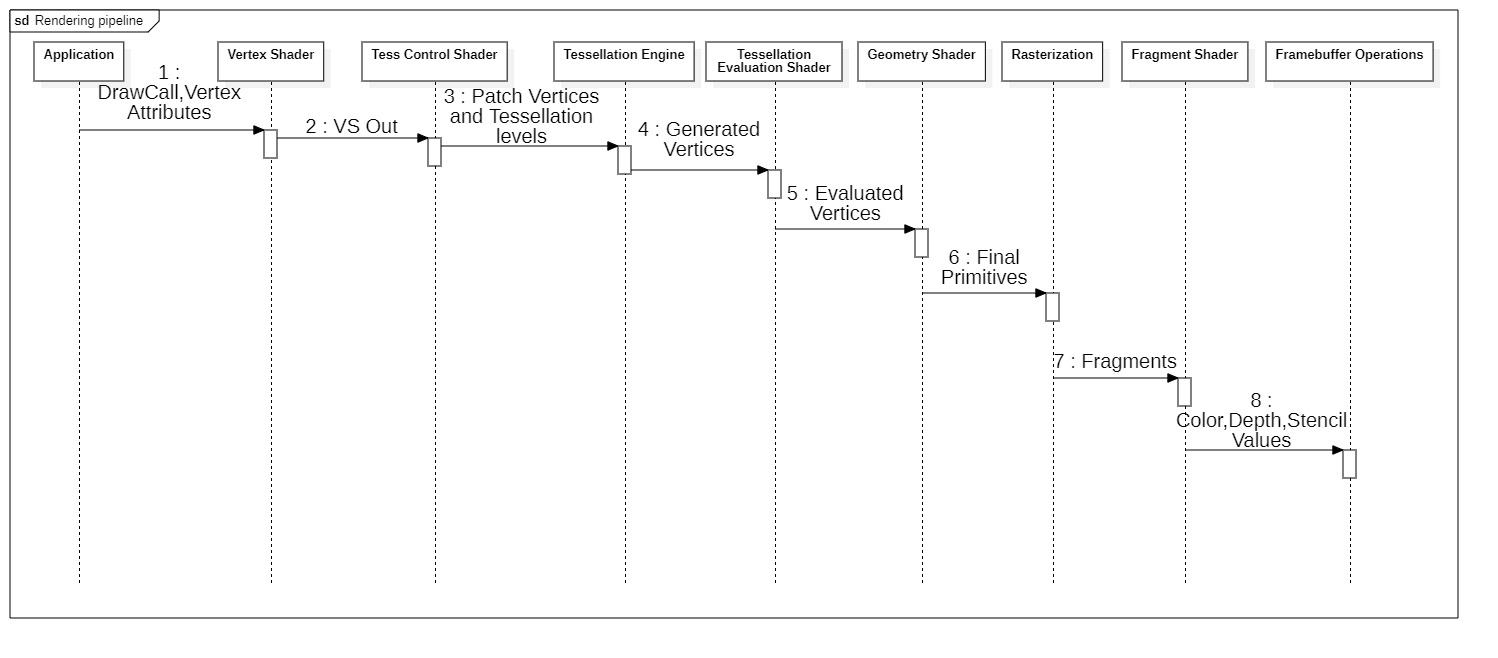 sd Rendering pipeline
Application
Vertex Shader
Tess Control Shader
Tessellation Engine
Tessellation
Evaluation Shader
Geometry Shader
Rasterization
Fragment Shader
Framebuffer Operations
1 :
DrawCall,Vertex
Attributes
2 : VS Out
3 : Patch Vertices
and Tessellation
levels
4 : Generated
Vertices
5 : Evaluated
Vertices
6 : Final
Primitives
7 : Fragments
8 :
Color,Depth,Stencil
Values